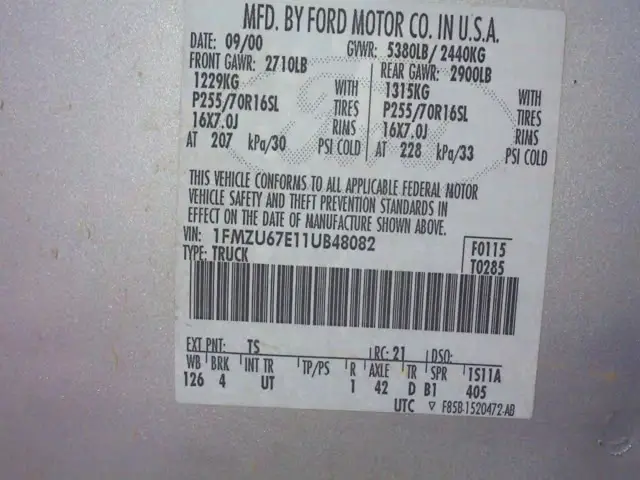 MFD. BY FORD MOTOR CO. IN U.S.A.
DATE: 09/00 GVWR: 5380LB/ 2440KG
FRONT GAWR: 2710LB REAR GAWR: 2900LB
1229KG WITH 1315KG WITH
P255/70R16SL TIRES P255/70R16SL TIRES
16X7.0J RIMS 16X7.0J RIMS
AT 207 kPa/30 PSI COLD AT 228 kPa/33 PSI COLD
THIS VEHICLE CONFORMS TO ALL APPLICABLE FEDERAL MOTOR
VEHICLE SAFETY AND THEFT PREVENTION STANDARDS IN
EFFECT ON THE DATE OF MANUFACTURE SHOWN ABOVE.
VIN: 1FMZU67E11UB48082 F0115
TYPE: TRUCK T0285
EXT PNT: TS RC: 21 DSO:
WB BRK INT TR TP/PS R AXLE TR SPR 1S11A
126 4 UT 1 42 D B1 405
UTC ▽ F85B-1520472-AB